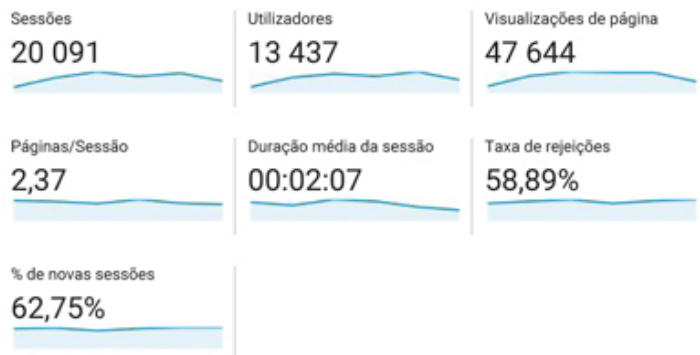 Sessões
20 091
Utilizadores
13 437
Visualizações de página
47 644
Páginas/Sessão
2,37
Duração média da sessão
00:02:07
Taxa de rejeições
58,89%
% de novas sessões
62,75%